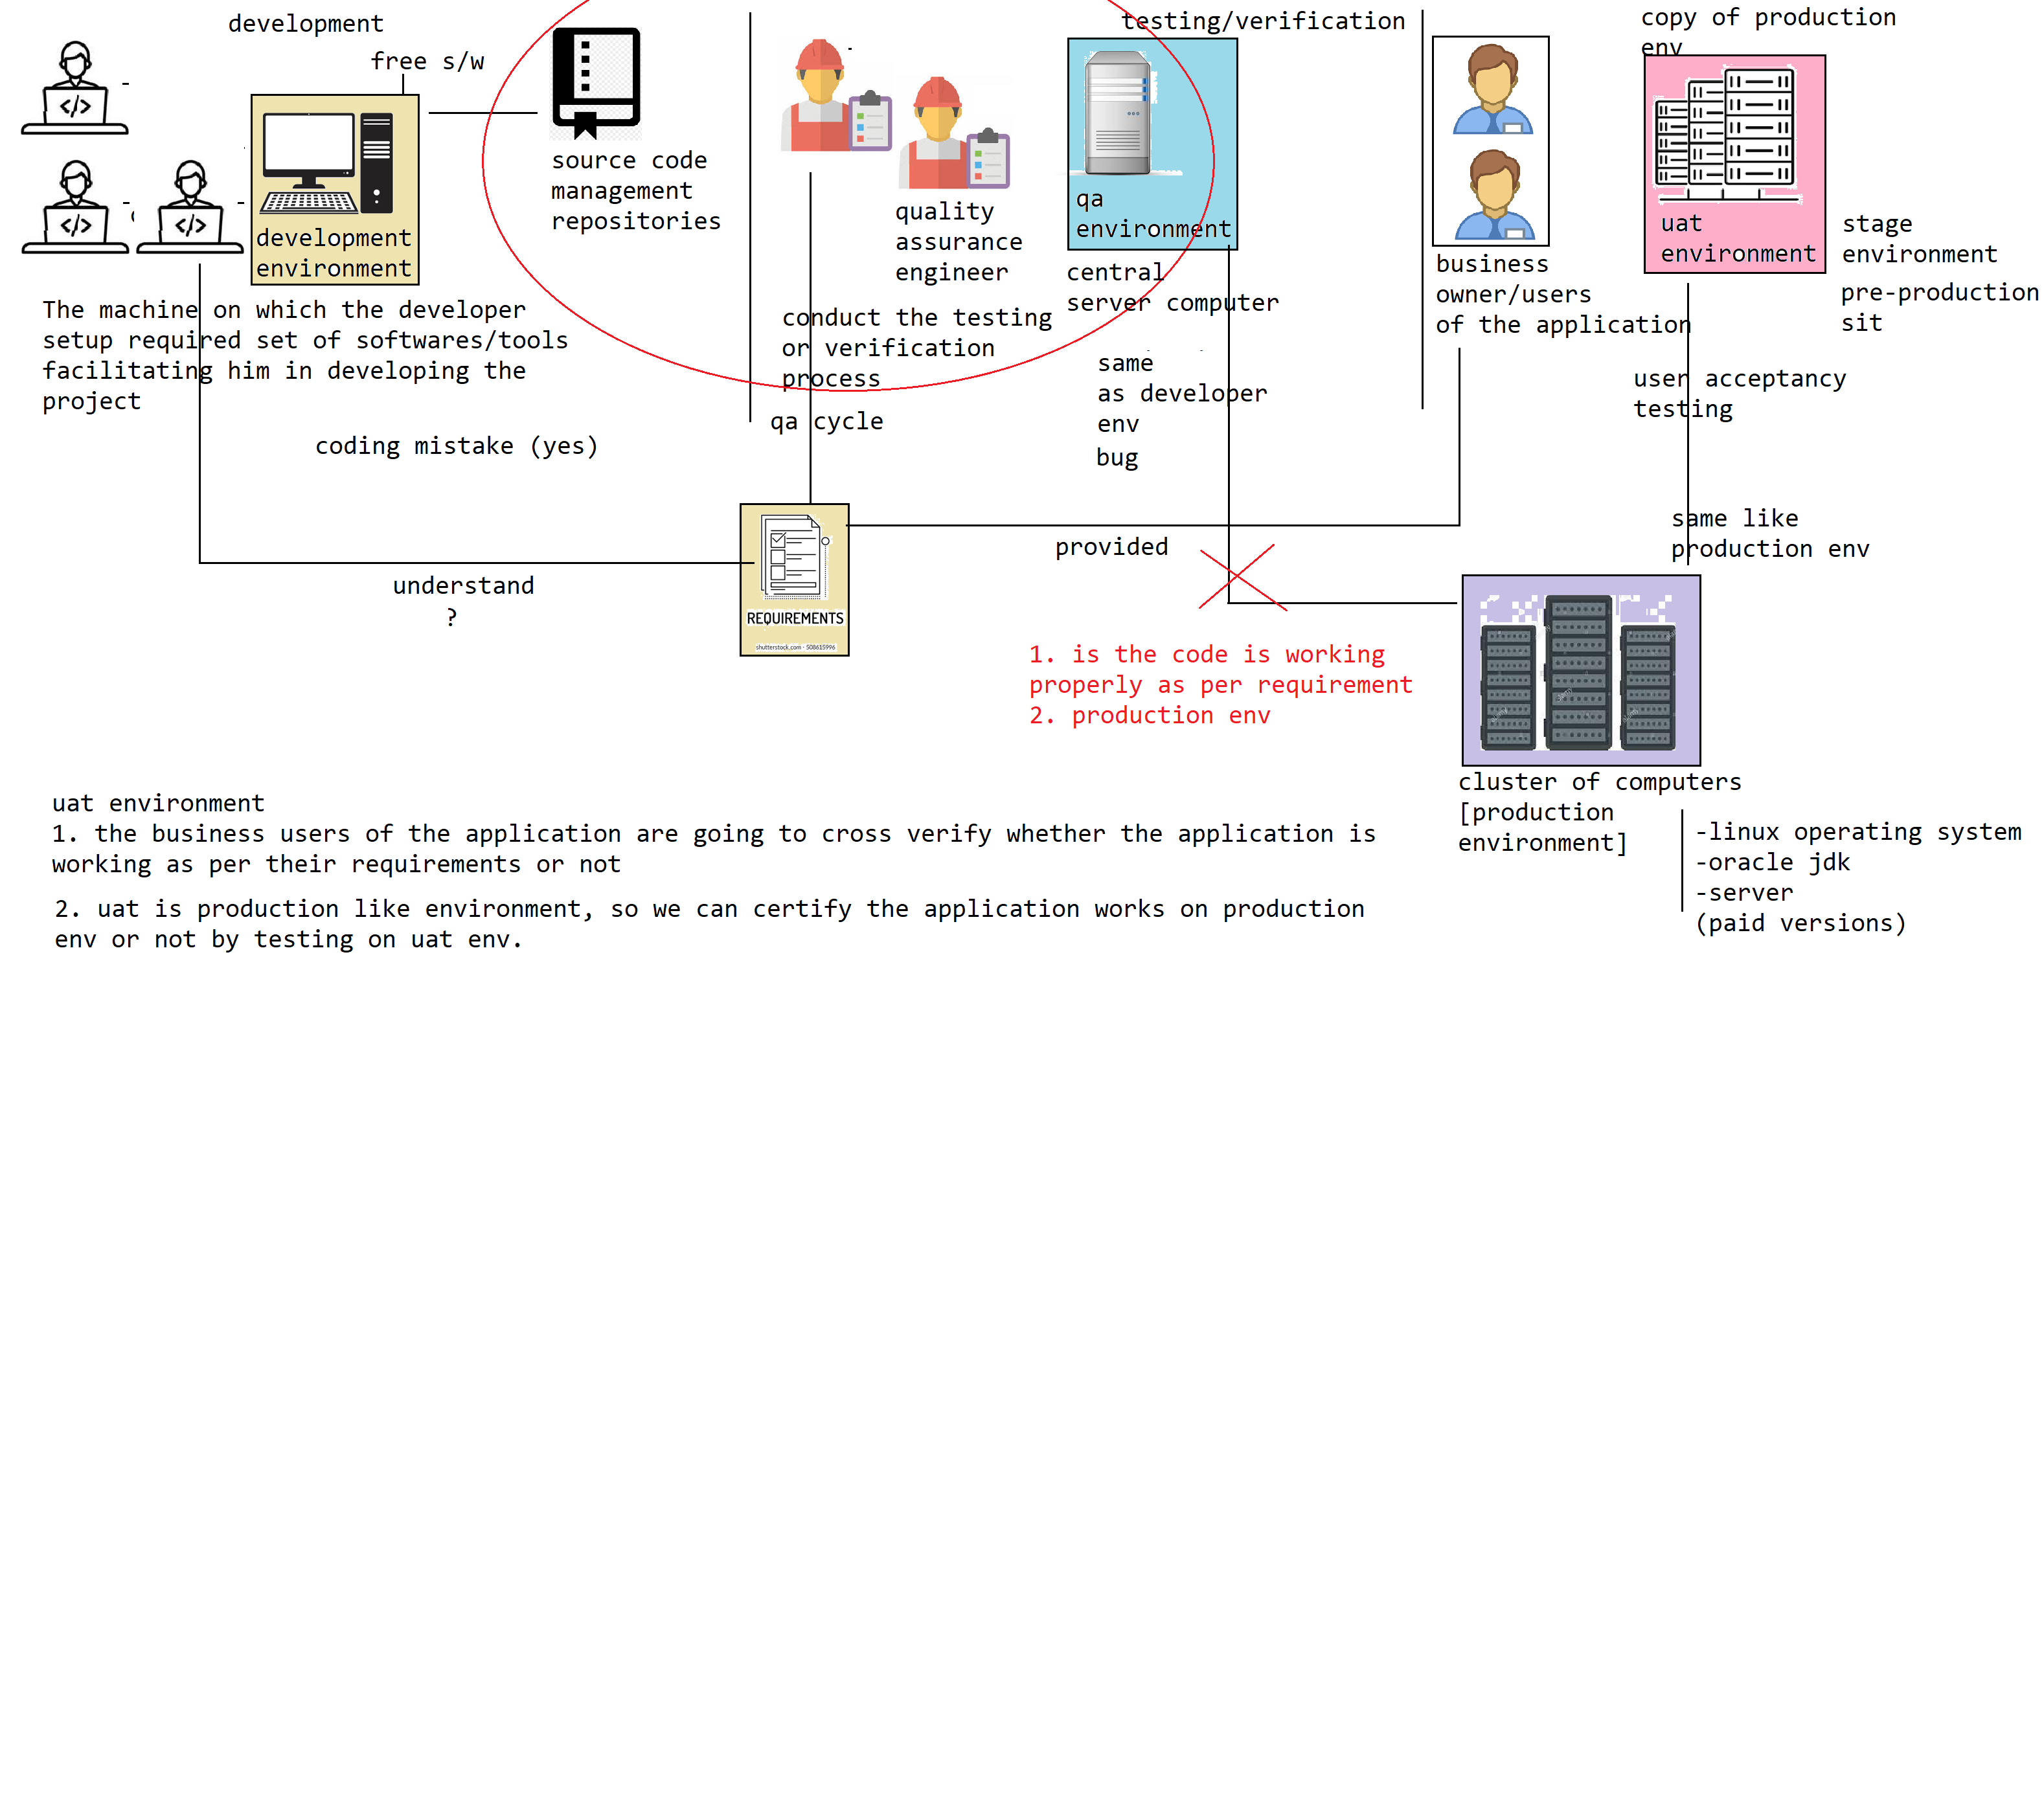 development
free s/w
development
environment
source code
management
repositories
The machine on which the developer
setup required set of softwares/tools
facilitating him in developing the
project
coding mistake (yes)
understand
?
quality
assurance
engineer
conduct the testing
or verification
process
qa cycle
REQUIREMENTS
shutterstock.com · 508615996
testing/verification
qa
environment
central
server computer
same
as developer
env
bug
provided
1. is the code is working
properly as per requirement
2. production env
business
owner/users
of the application
copy of production
env
uat
environment
stage
environment
pre-production
sit
user acceptancy
testing
same like
production env
cluster of computers
[production
environment]
-linux operating system
-oracle jdk
-server
(paid versions)
uat environment
1. the business users of the application are going to cross verify whether the application is
working as per their requirements or not
2. uat is production like environment, so we can certify the application works on production
env or not by testing on uat env.